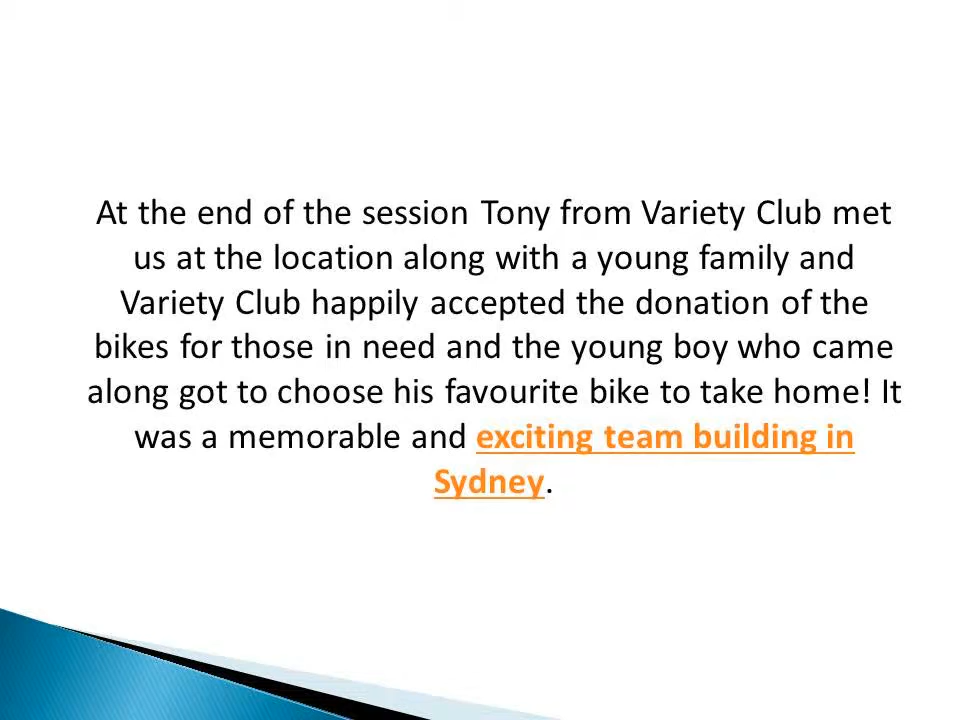 At the end of the session Tony from Variety Club met
us at the location along with a young family and
Variety Club happily accepted the donation of the
bikes for those in need and the young boy who came
along got to choose his favourite bike to take home! It
was a memorable and exciting team building in
Sydney.